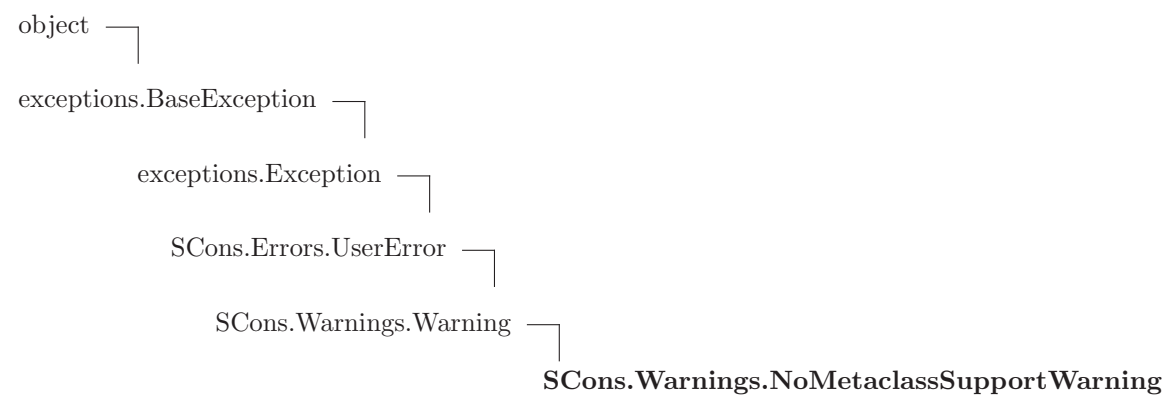 object
exceptions.BaseException
exceptions.Exception
SCons.Errors.UserError
SCons.Warnings.Warning
SCons.Warnings.NoMetaclassSupportWarning